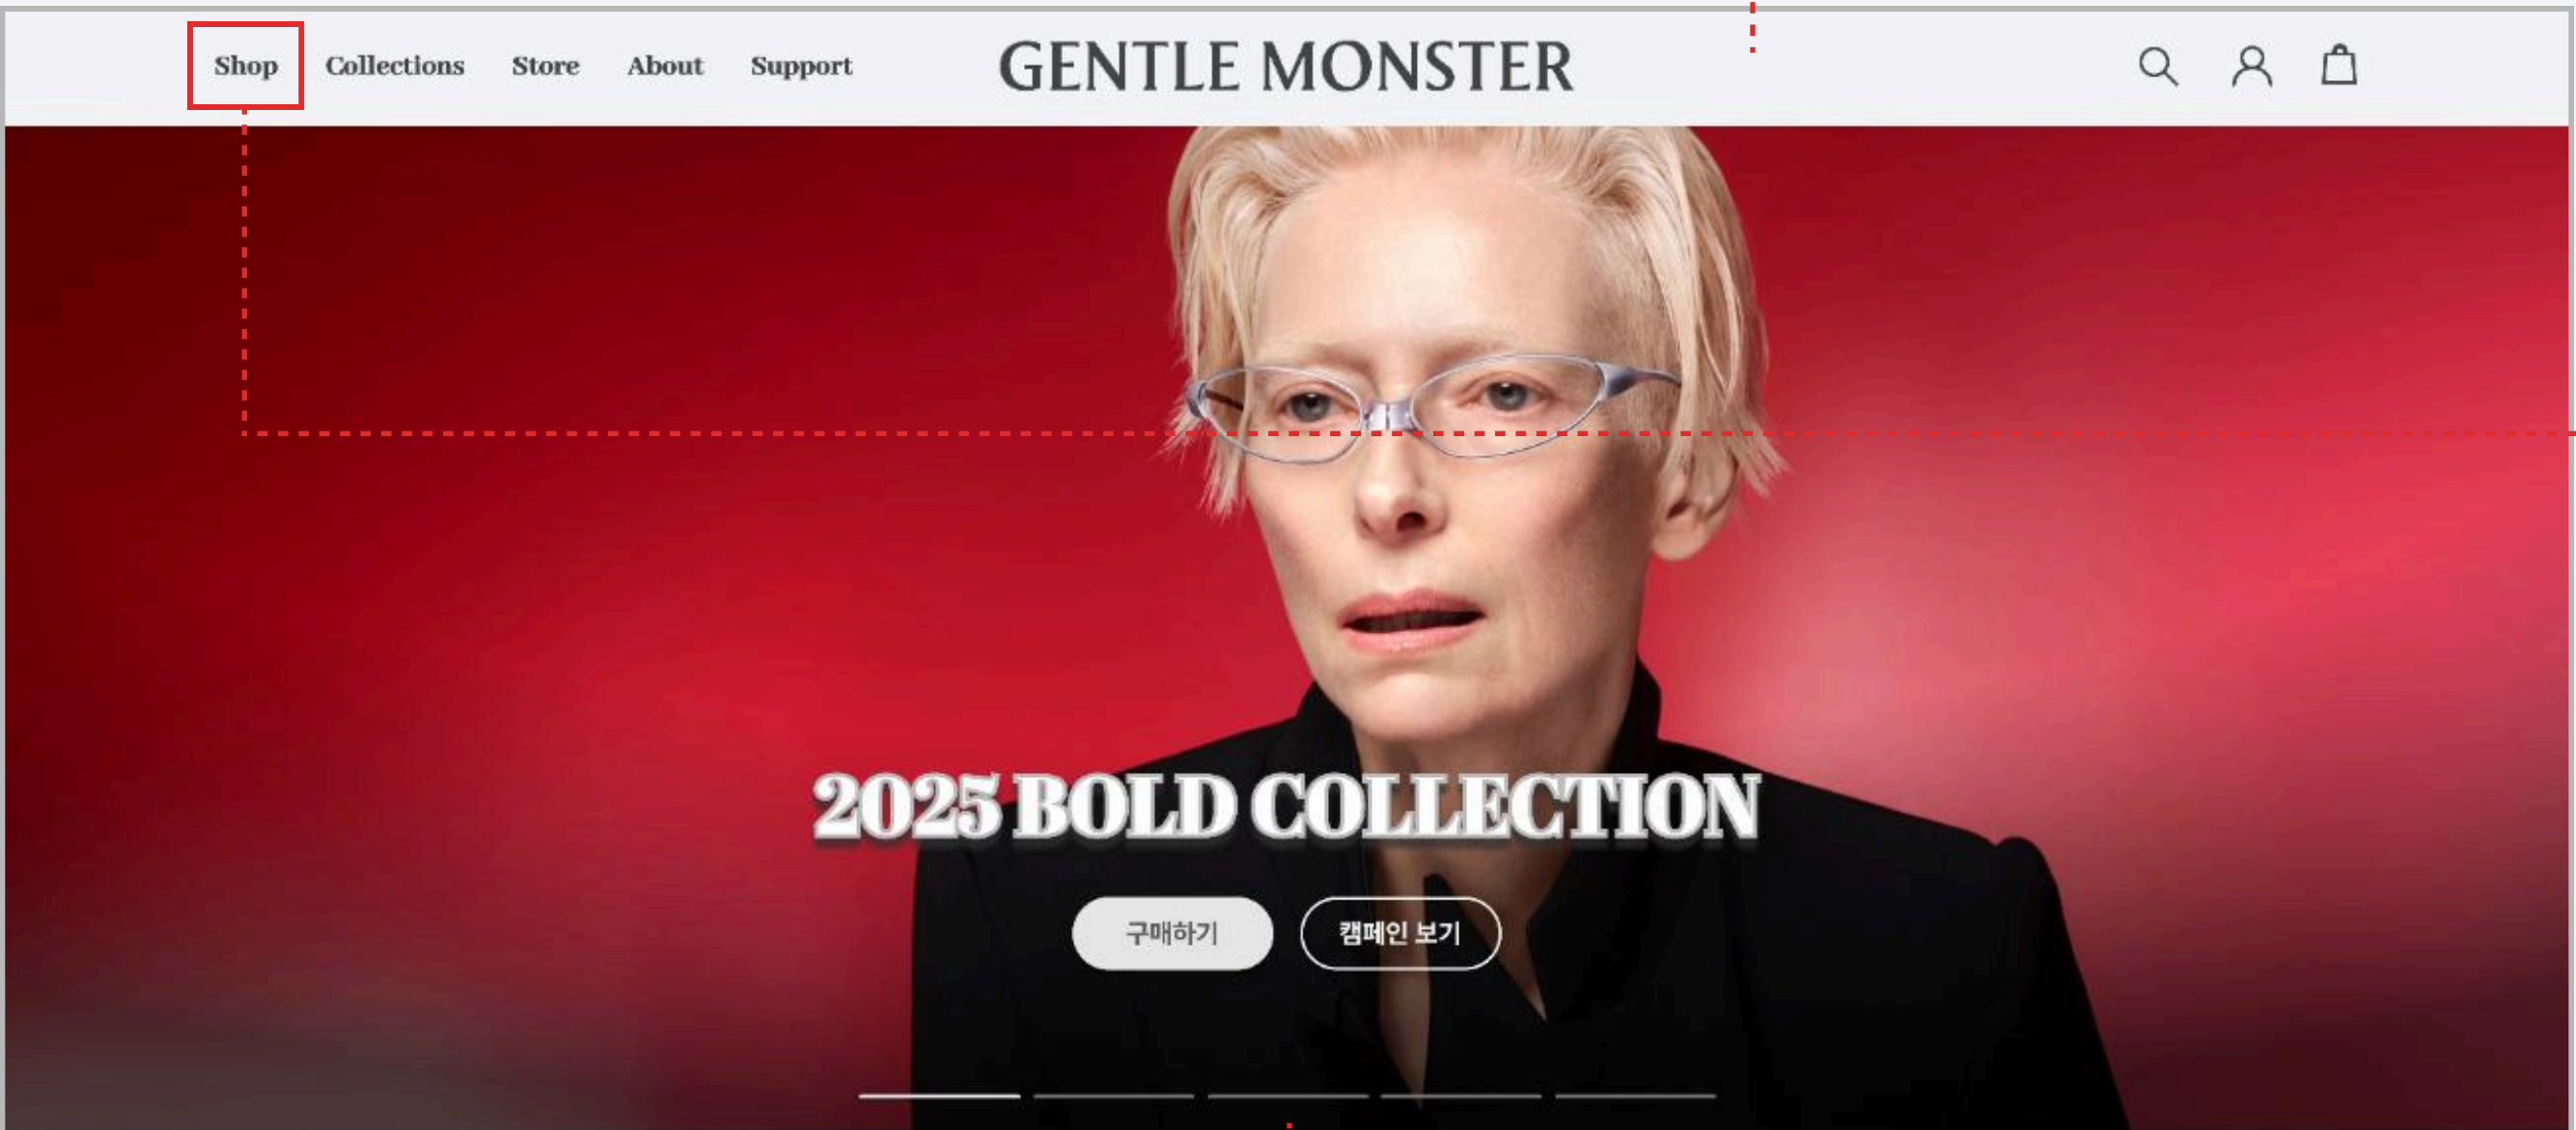 Shop Collections Store About Support GENTLE MONSTER
2025 BOLD COLLECTION
구매하기 캠페인 보기